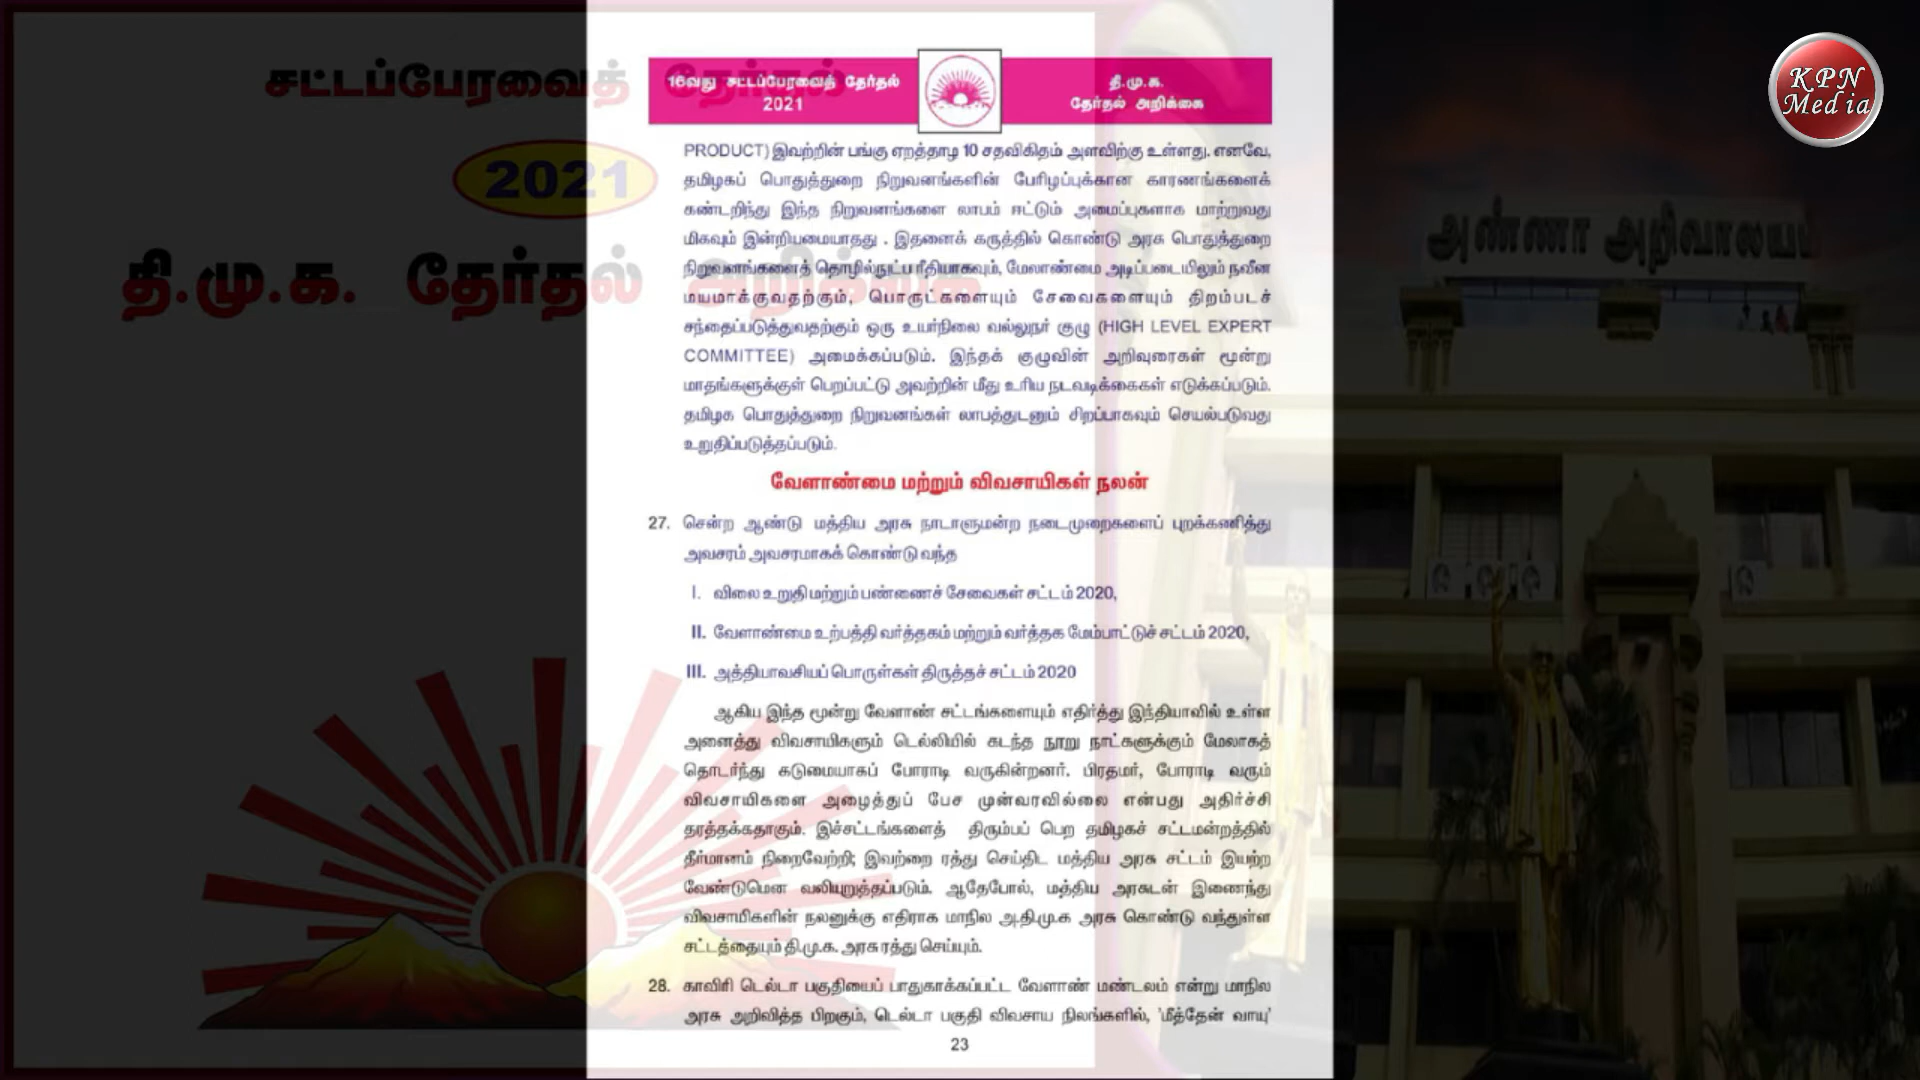 சட்டப்பேரவைத் தேர்தல்
2021
தி.மு.க. தேர்தல் அறிக்கை
16வது சட்டப்பேரவைத் தேர்தல்
2021
தி.மு.க.
தேர்தல் அறிக்கை
PRODUCT) இவற்றின் பங்கு ஏறத்தாழ 10 சதவிகிதம் அளவிற்கு உள்ளது. எனவே,
தமிழகப் பொதுத்துறை நிறுவனங்களின் பேரிழப்புக்கான காரணங்களைக்
கண்டறிந்து இந்த நிறுவனங்களை லாபம் ஈட்டும் அமைப்புகளாக மாற்றுவது
மிகவும் இன்றியமையாதது . இதனைக் கருத்தில் கொண்டு அரசு பொதுத்துறை
நிறுவனங்களைத் தொழில்நுட்ப ரீதியாகவும், மேலாண்மை அடிப்படையிலும் நவீன
மயமாக்குவதற்கும், பொருட்களையும் சேவைகளையும் திறம்படச்
சந்தைப்படுத்துவதற்கும் ஒரு உயர்நிலை வல்லுநர் குழு (HIGH LEVEL EXPERT
COMMITTEE) அமைக்கப்படும். இந்தக் குழுவின் அறிவுரைகள் மூன்று
மாதங்களுக்குள் பெறப்பட்டு அவற்றின் மீது உரிய நடவடிக்கைகள் எடுக்கப்படும்.
தமிழக பொதுத்துறை நிறுவனங்கள் லாபத்துடனும் சிறப்பாகவும் செயல்படுவது
உறுதிப்படுத்தப்படும்.
வேளாண்மை மற்றும் விவசாயிகள் நலன்
27. சென்ற ஆண்டு மத்திய அரசு நாடாளுமன்ற நடைமுறைகளைப் புறக்கணித்து
அவசரம் அவசரமாகக் கொண்டு வந்த
I. விலை உறுதி மற்றும் பண்ணைச் சேவைகள் சட்டம் 2020,
II. வேளாண்மை உற்பத்தி வர்த்தகம் மற்றும் வர்த்தக மேம்பாட்டுச் சட்டம் 2020,
III. அத்தியாவசியப் பொருள்கள் திருத்தச் சட்டம் 2020
ஆகிய இந்த மூன்று வேளாண் சட்டங்களையும் எதிர்த்து இந்தியாவில் உள்ள
அனைத்து விவசாயிகளும் டெல்லியில் கடந்த நூறு நாட்களுக்கும் மேலாகத்
தொடர்ந்து கடுமையாகப் போராடி வருகின்றனர். பிரதமர், போராடி வரும்
விவசாயிகளை அழைத்துப் பேச முன்வரவில்லை என்பது அதிர்ச்சி
தரத்தக்கதாகும். இச்சட்டங்களைத் திரும்பப் பெற தமிழகச் சட்டமன்றத்தில்
தீர்மானம் நிறைவேற்றி; இவற்றை ரத்து செய்திட மத்திய அரசு சட்டம் இயற்ற
வேண்டுமென வலியுறுத்தப்படும். ஆதேபோல், மத்திய அரசுடன் இணைந்து
விவசாயிகளின் நலனுக்கு எதிராக மாநில அ.தி.மு.க அரசு கொண்டு வந்துள்ள
சட்டத்தையும் தி.மு.க. அரசு ரத்து செய்யும்.
28. காவிரி டெல்டா பகுதியைப் பாதுகாக்கப்பட்ட வேளாண் மண்டலம் என்று மாநில
அரசு அறிவித்த பிறகும், டெல்டா பகுதி விவசாய நிலங்களில், 'மீத்தேன் வாயு'
23
அண்ணா அறிவாலயம்
KPN
Media